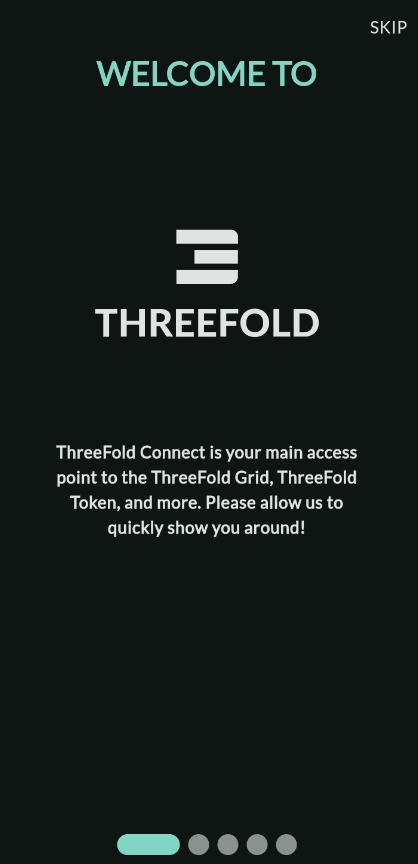 SKIP
WELCOME TO
THREEFOLD
ThreeFold Connect is your main access
point to the ThreeFold Grid, ThreeFold
Token, and more. Please allow us to
quickly show you around!